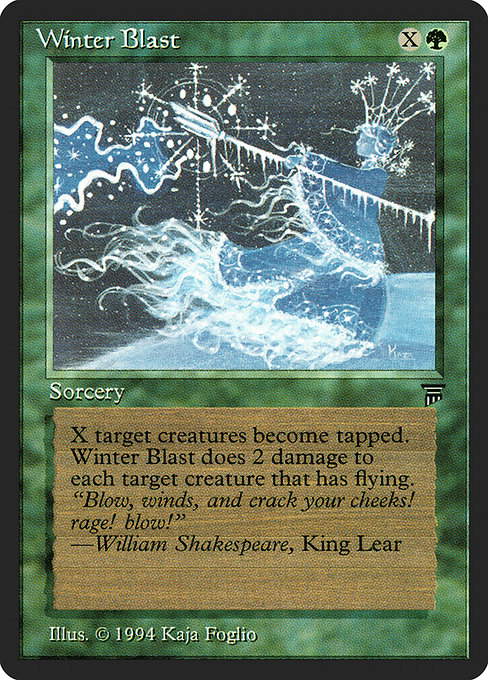 Winter Blast X
Kaja
Sorcery
X target creatures become tapped.
Winter Blast does 2 damage to
each target creature that has flying.
“Blow, winds, and crack your cheeks!
rage! blow!”
—William Shakespeare, King Lear
Illus. © 1994 Kaja Foglio